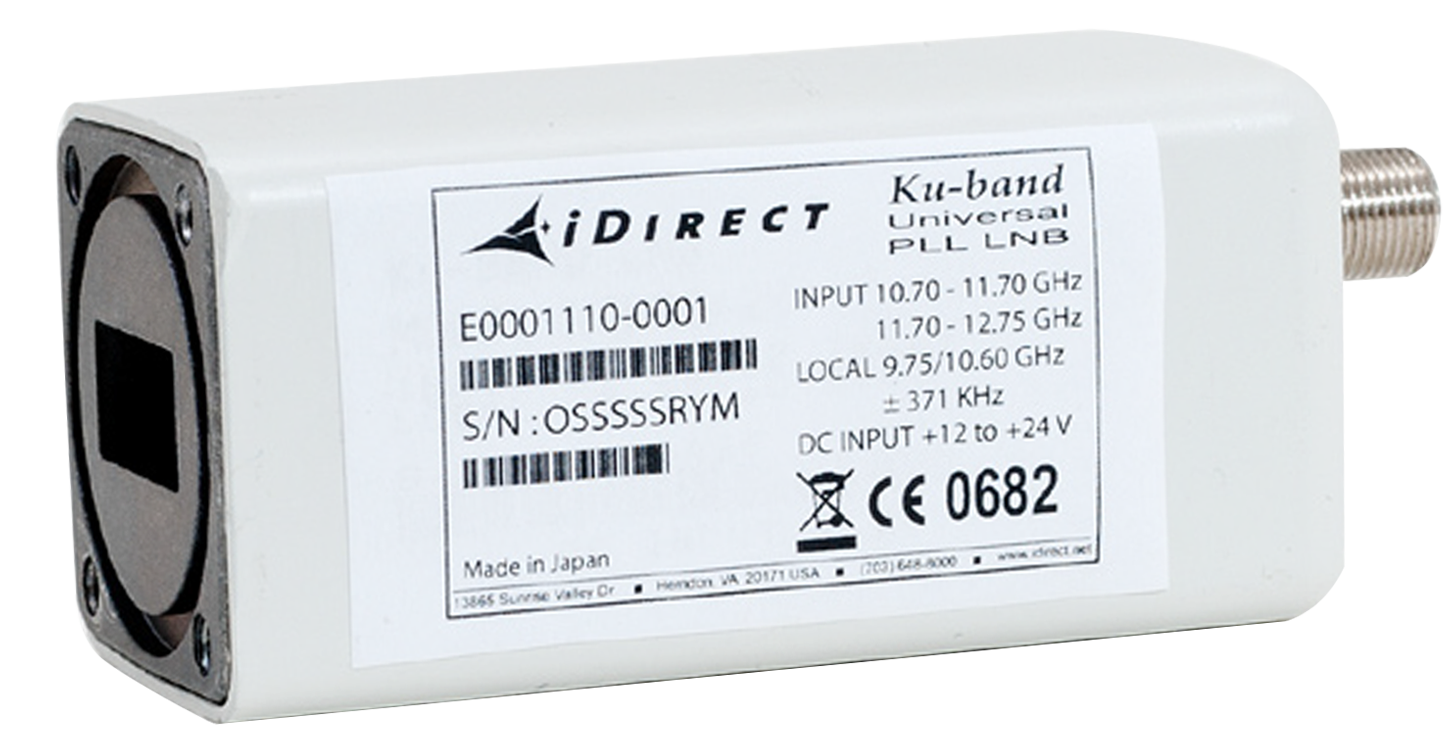 iDIRECT
Ku-band
Universal
PLL LNB
E0001110-0001
S/N : OSSSSSRYM
INPUT 10.70 - 11.70 GHz
11.70 - 12.75 GHz
LOCAL 9.75/10.60 GHz
± 371 KHz
DC INPUT +12 to +24 V
CE 0682
Made in Japan
13865 Sunrise Valley Dr ■ Herndon, VA 20171 USA ■ (703) 648-8000 ■ www.idirect.net